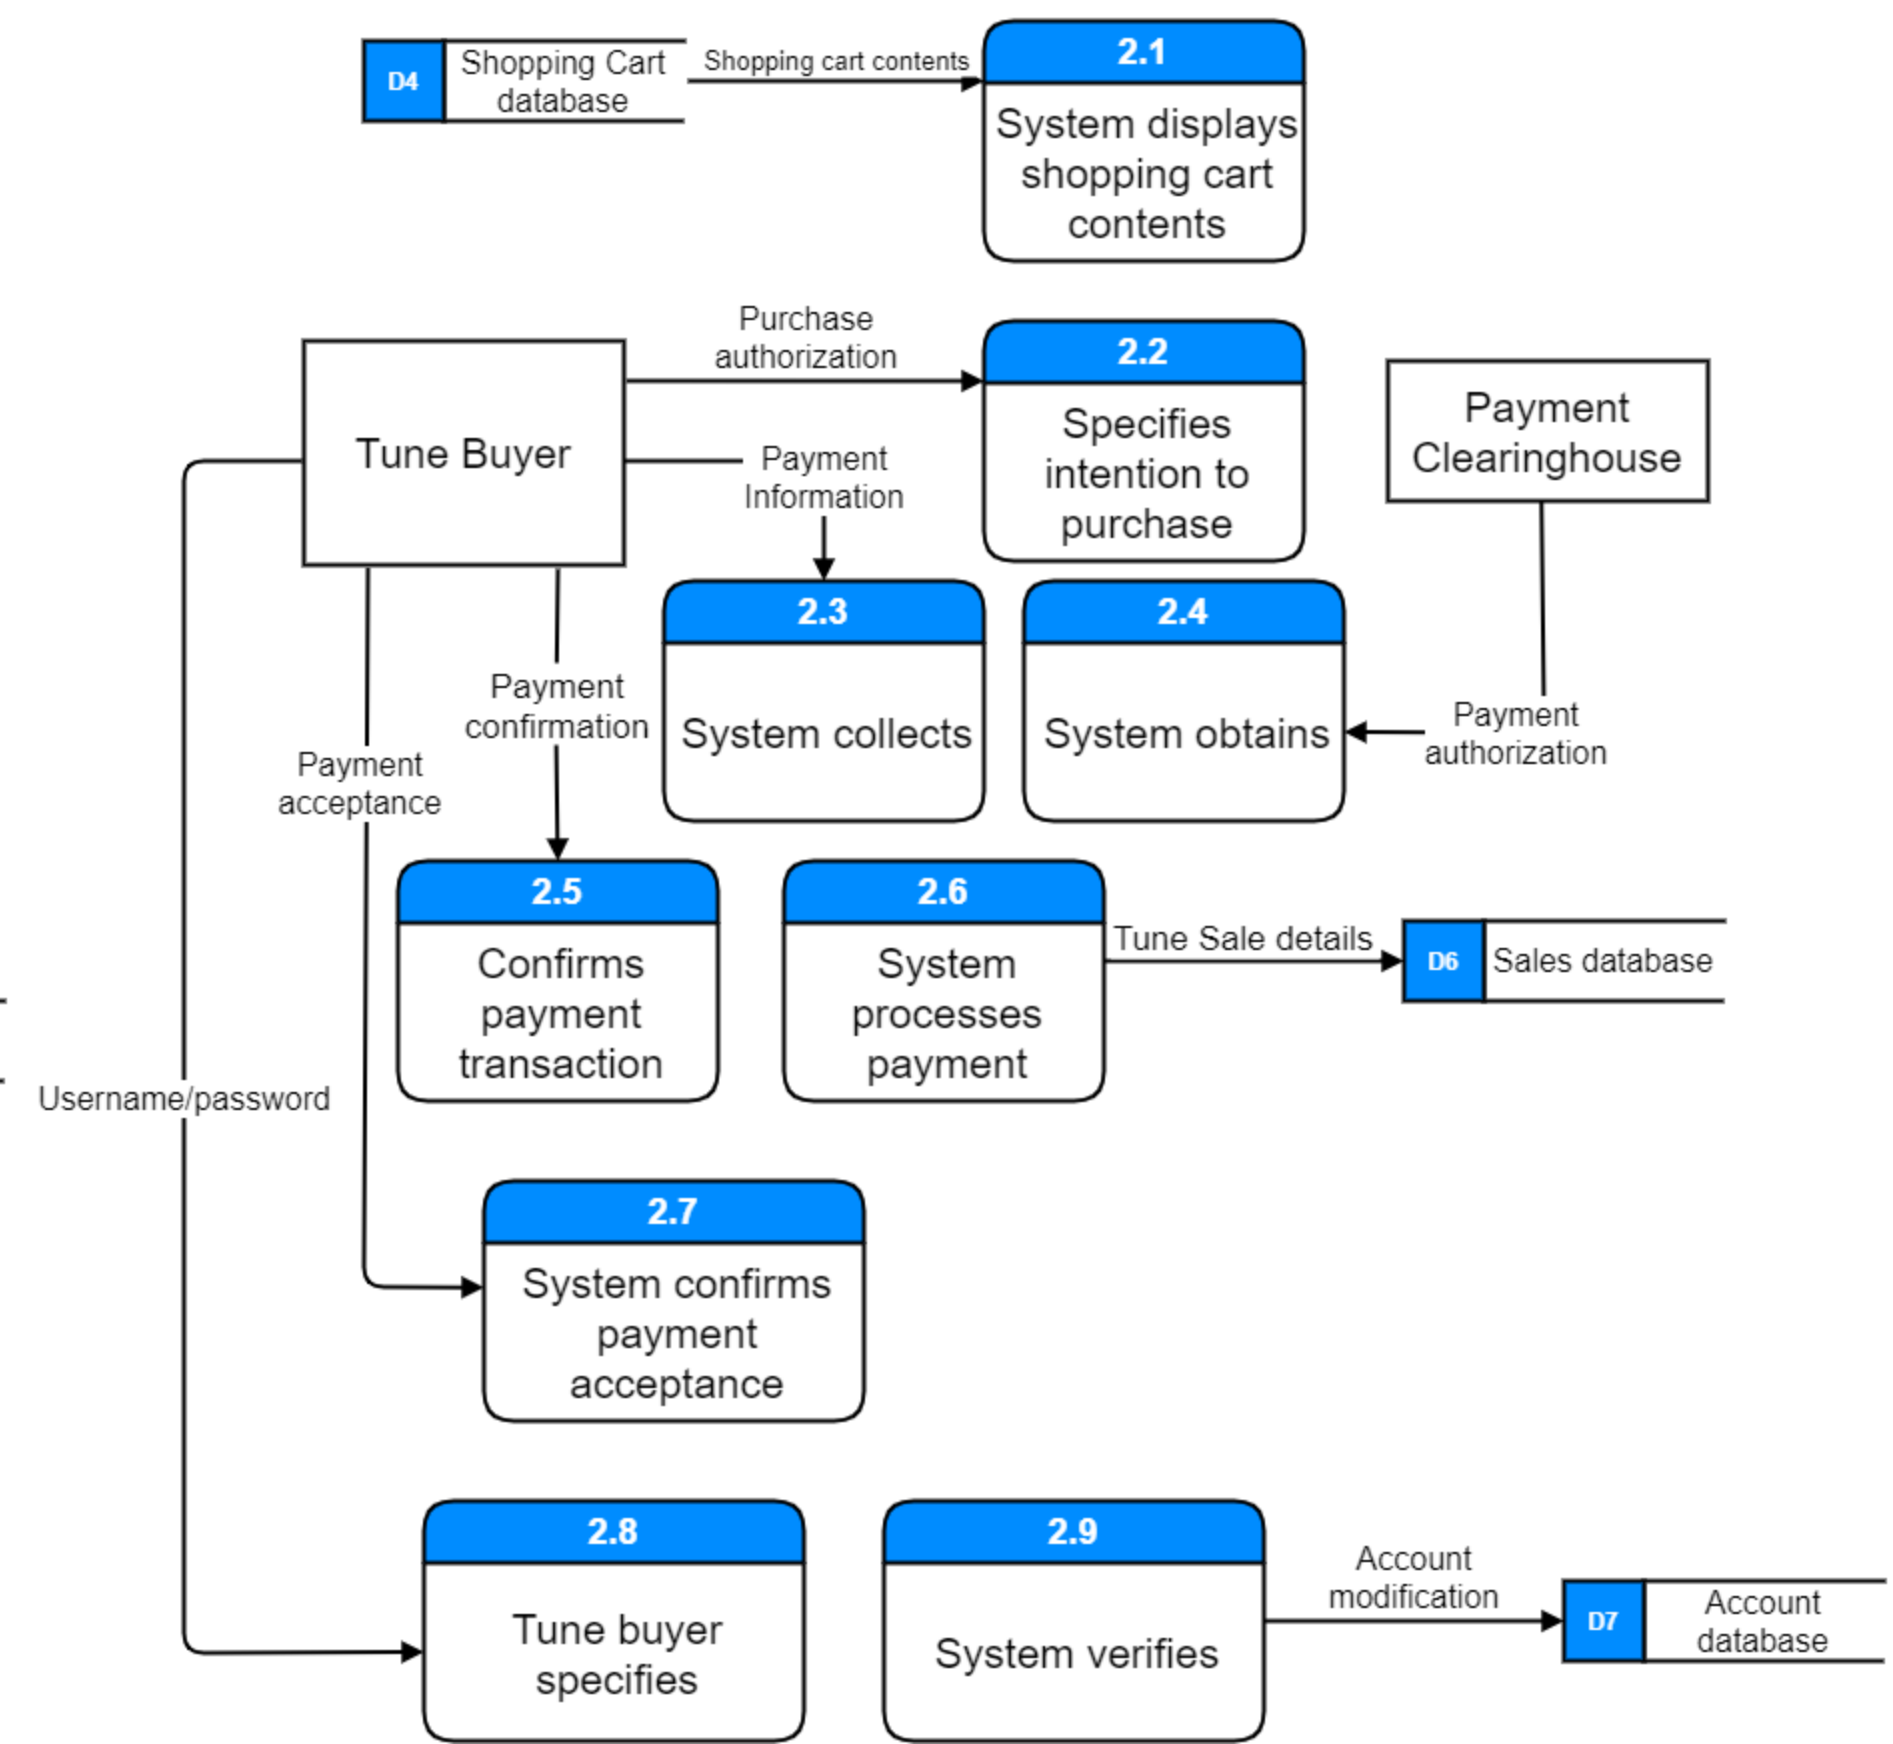 D4
Shopping Cart
database
Shopping cart contents
2.1
System displays
shopping cart
contents
Purchase
authorization
2.2
Specifies
intention to
purchase
Payment
Clearinghouse
Tune Buyer
Payment
Information
2.3
System collects
2.4
System obtains
Payment
authorization
Payment
confirmation
Payment
acceptance
2.5
Confirms
payment
transaction
2.6
System
processes
payment
Tune Sale details
D6
Sales database
Username/password
2.7
System confirms
payment
acceptance
2.8
Tune buyer
specifies
2.9
System verifies
Account
modification
D7
Account
database